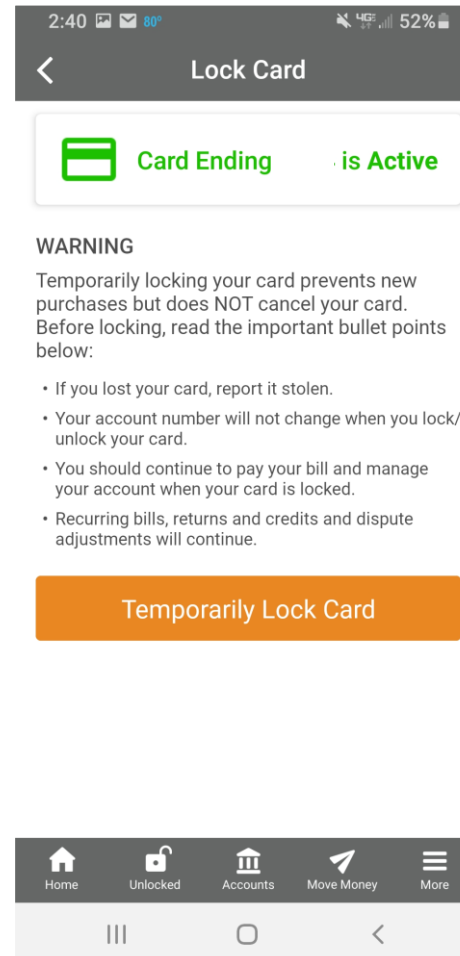 2:40 80° 4GE 52%
Lock Card
Card Ending is Active
WARNING
Temporarily locking your card prevents new
purchases but does NOT cancel your card.
Before locking, read the important bullet points
below:
• If you lost your card, report it stolen.
• Your account number will not change when you lock/
unlock your card.
• You should continue to pay your bill and manage
your account when your card is locked.
• Recurring bills, returns and credits and dispute
adjustments will continue.
Temporarily Lock Card
Home Unlocked Accounts Move Money More